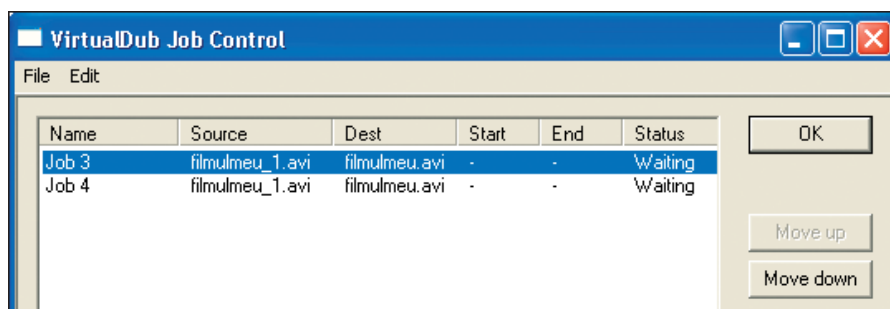 VirtualDub Job Control
File Edit
Name Source Dest Start End Status OK
Job 3 filmulmeu_1.avi filmulmeu.avi - - Waiting
Job 4 filmulmeu_1.avi filmulmeu.avi - - Waiting
Move up
Move down